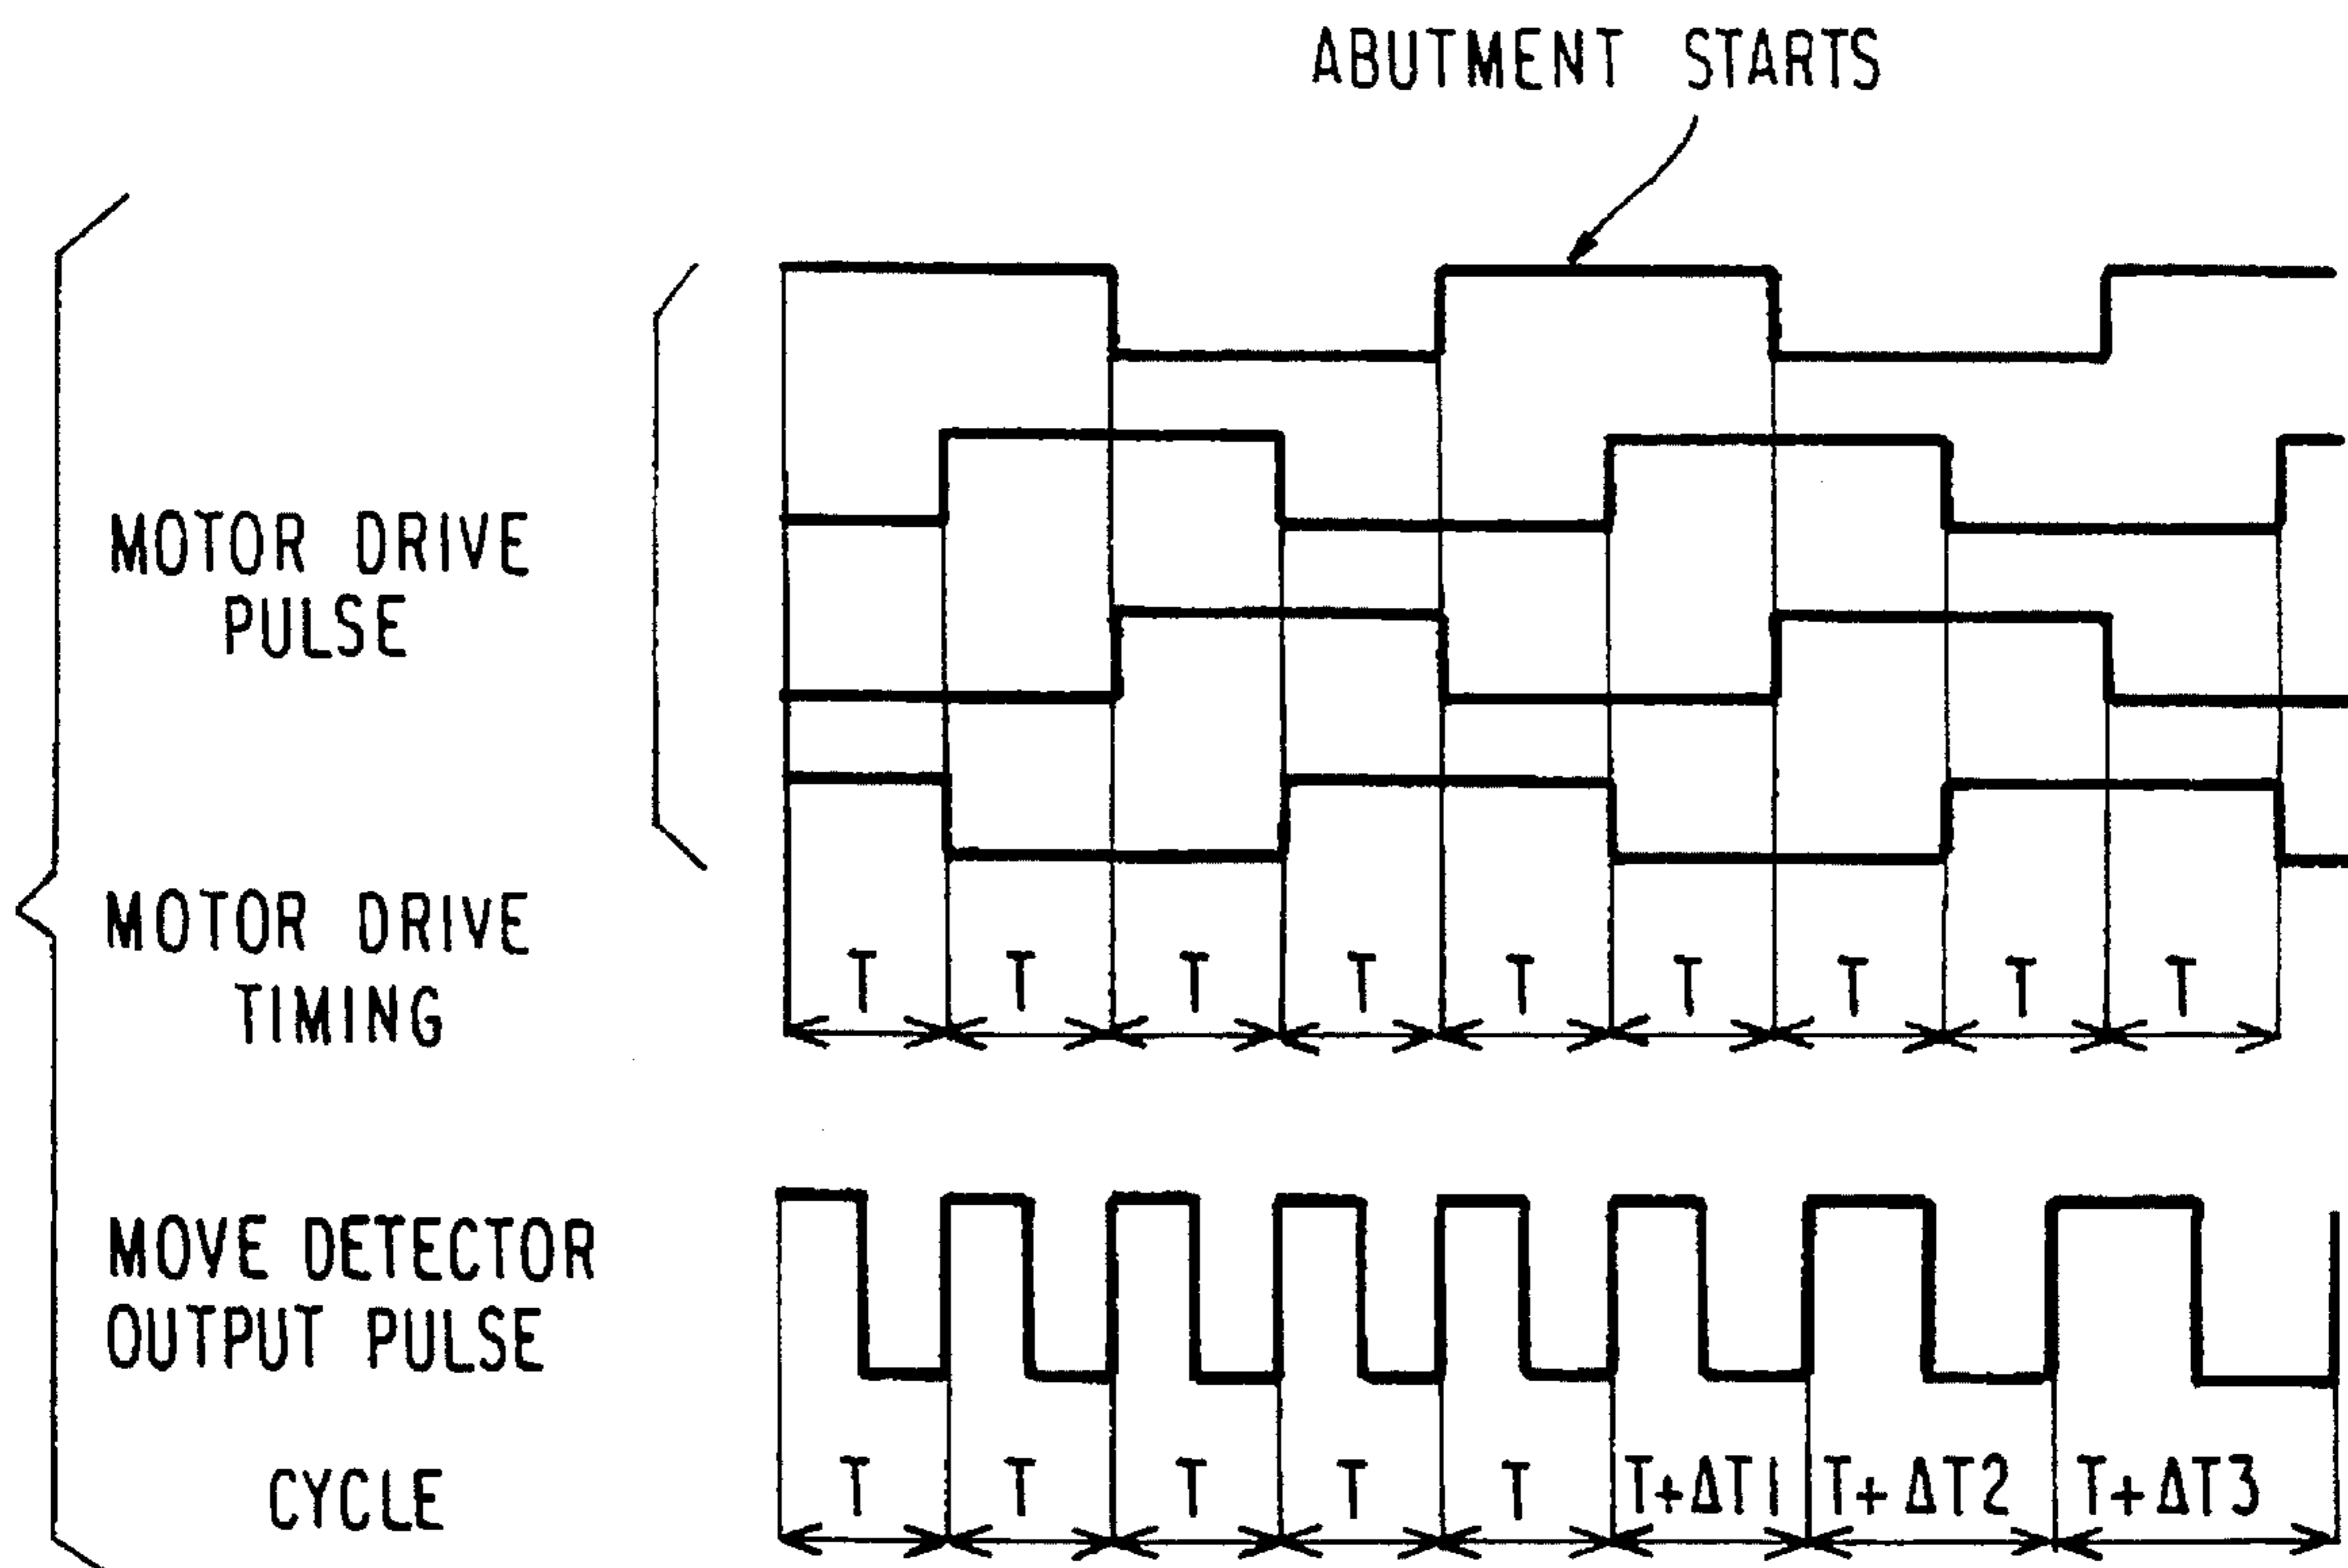 ABUTMENT STARTS
MOTOR DRIVE
PULSE
MOTOR DRIVE
TIMING
T T T T T T T T T
MOVE DETECTOR
OUTPUT PULSE
CYCLE
T T T T T T+ΔT1 T+ΔT2 T+ΔT3